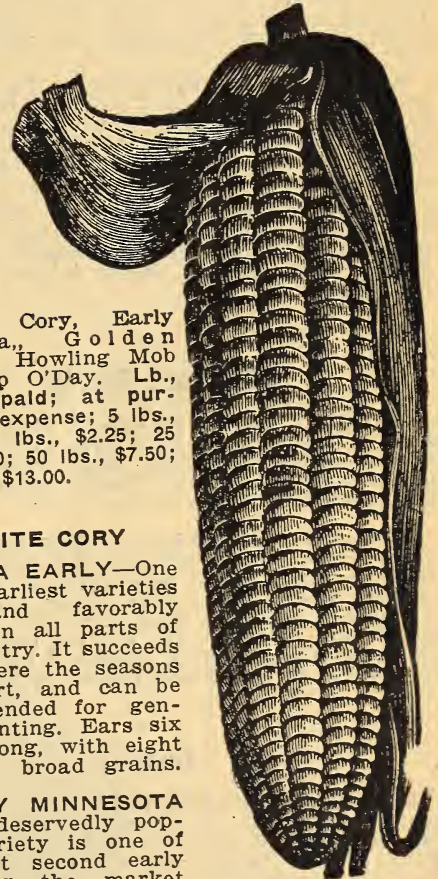 Cory, Early
a,, Golden
Howling Mob
O'Day. Lb.,
paid; at pur-
expense; 5 lbs.,
lbs., $2.25; 25
0; 50 lbs., $7.50;
$13.00.
ITE CORY
A EARLY—One
arliest varieties
nd favorably
n all parts of
try. It succeeds
ere the seasons
rt, and can be
ended for gen-
nting. Ears six
ong, with eight
broad grains.
Y MINNESOTA
deservedly pop-
riety is one of
t second early
the market